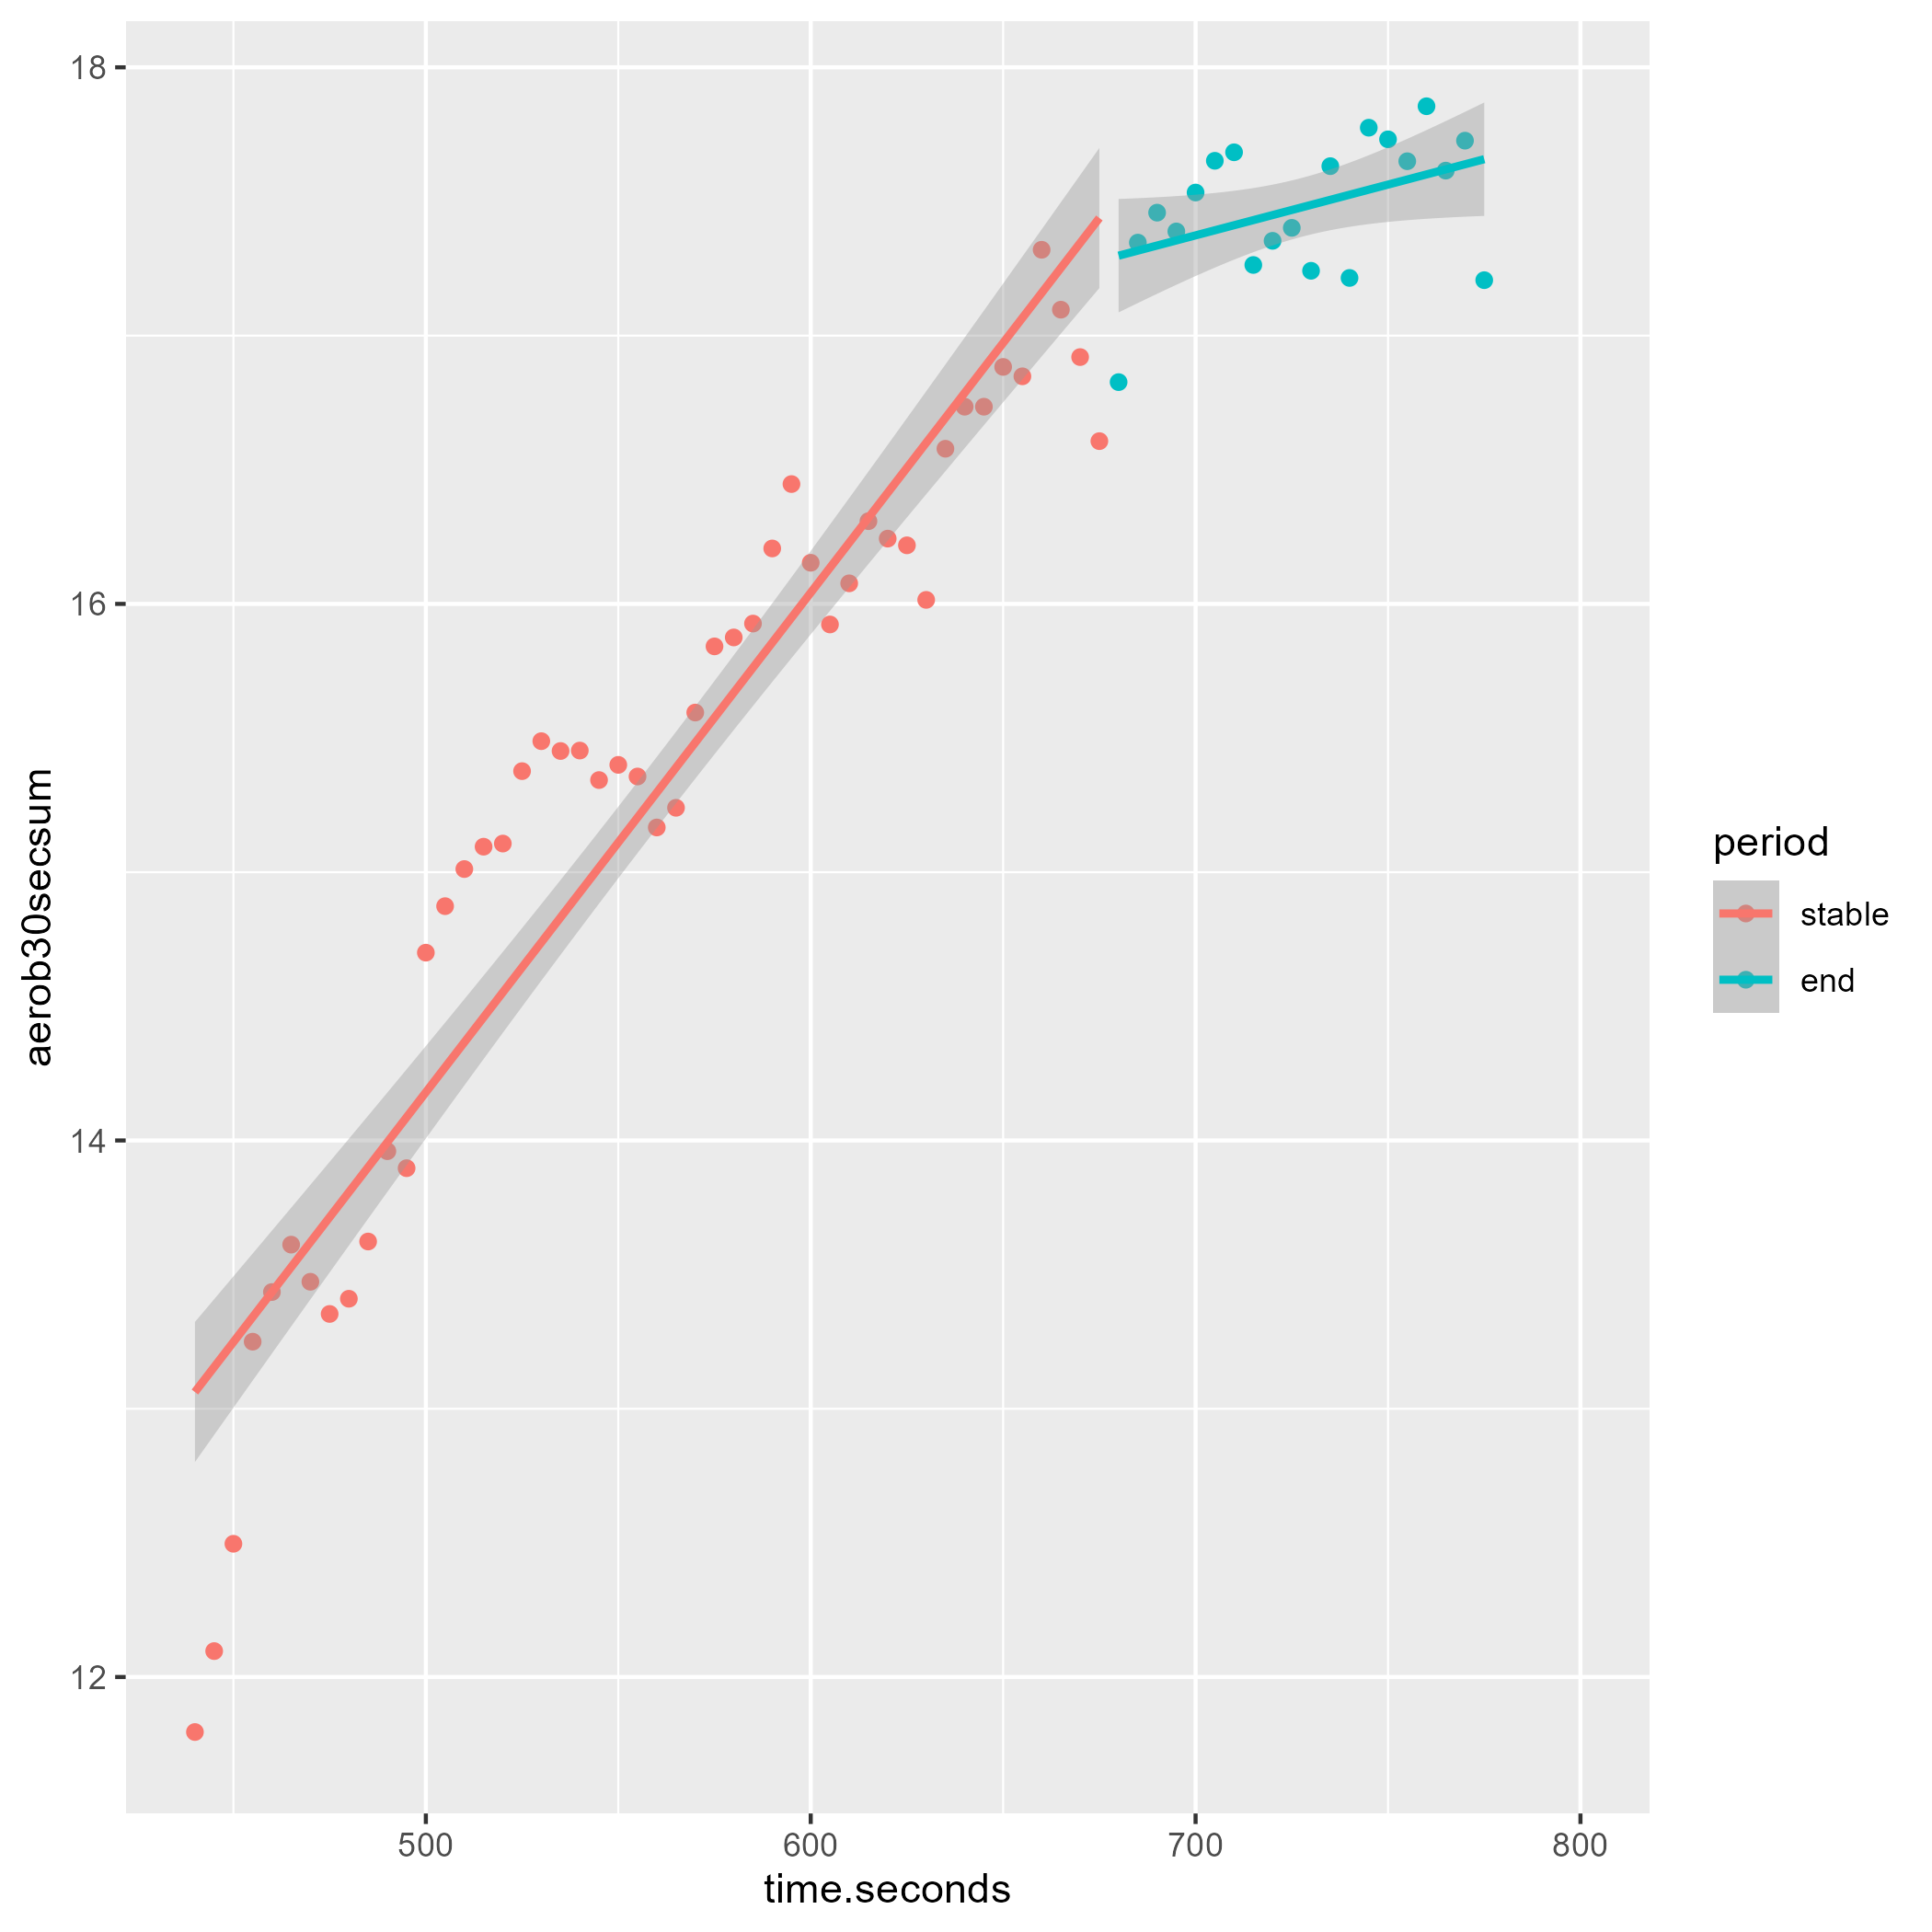 18
16
14
12
aerob30secsum
500 600 700 800
time.seconds
period
stable
end